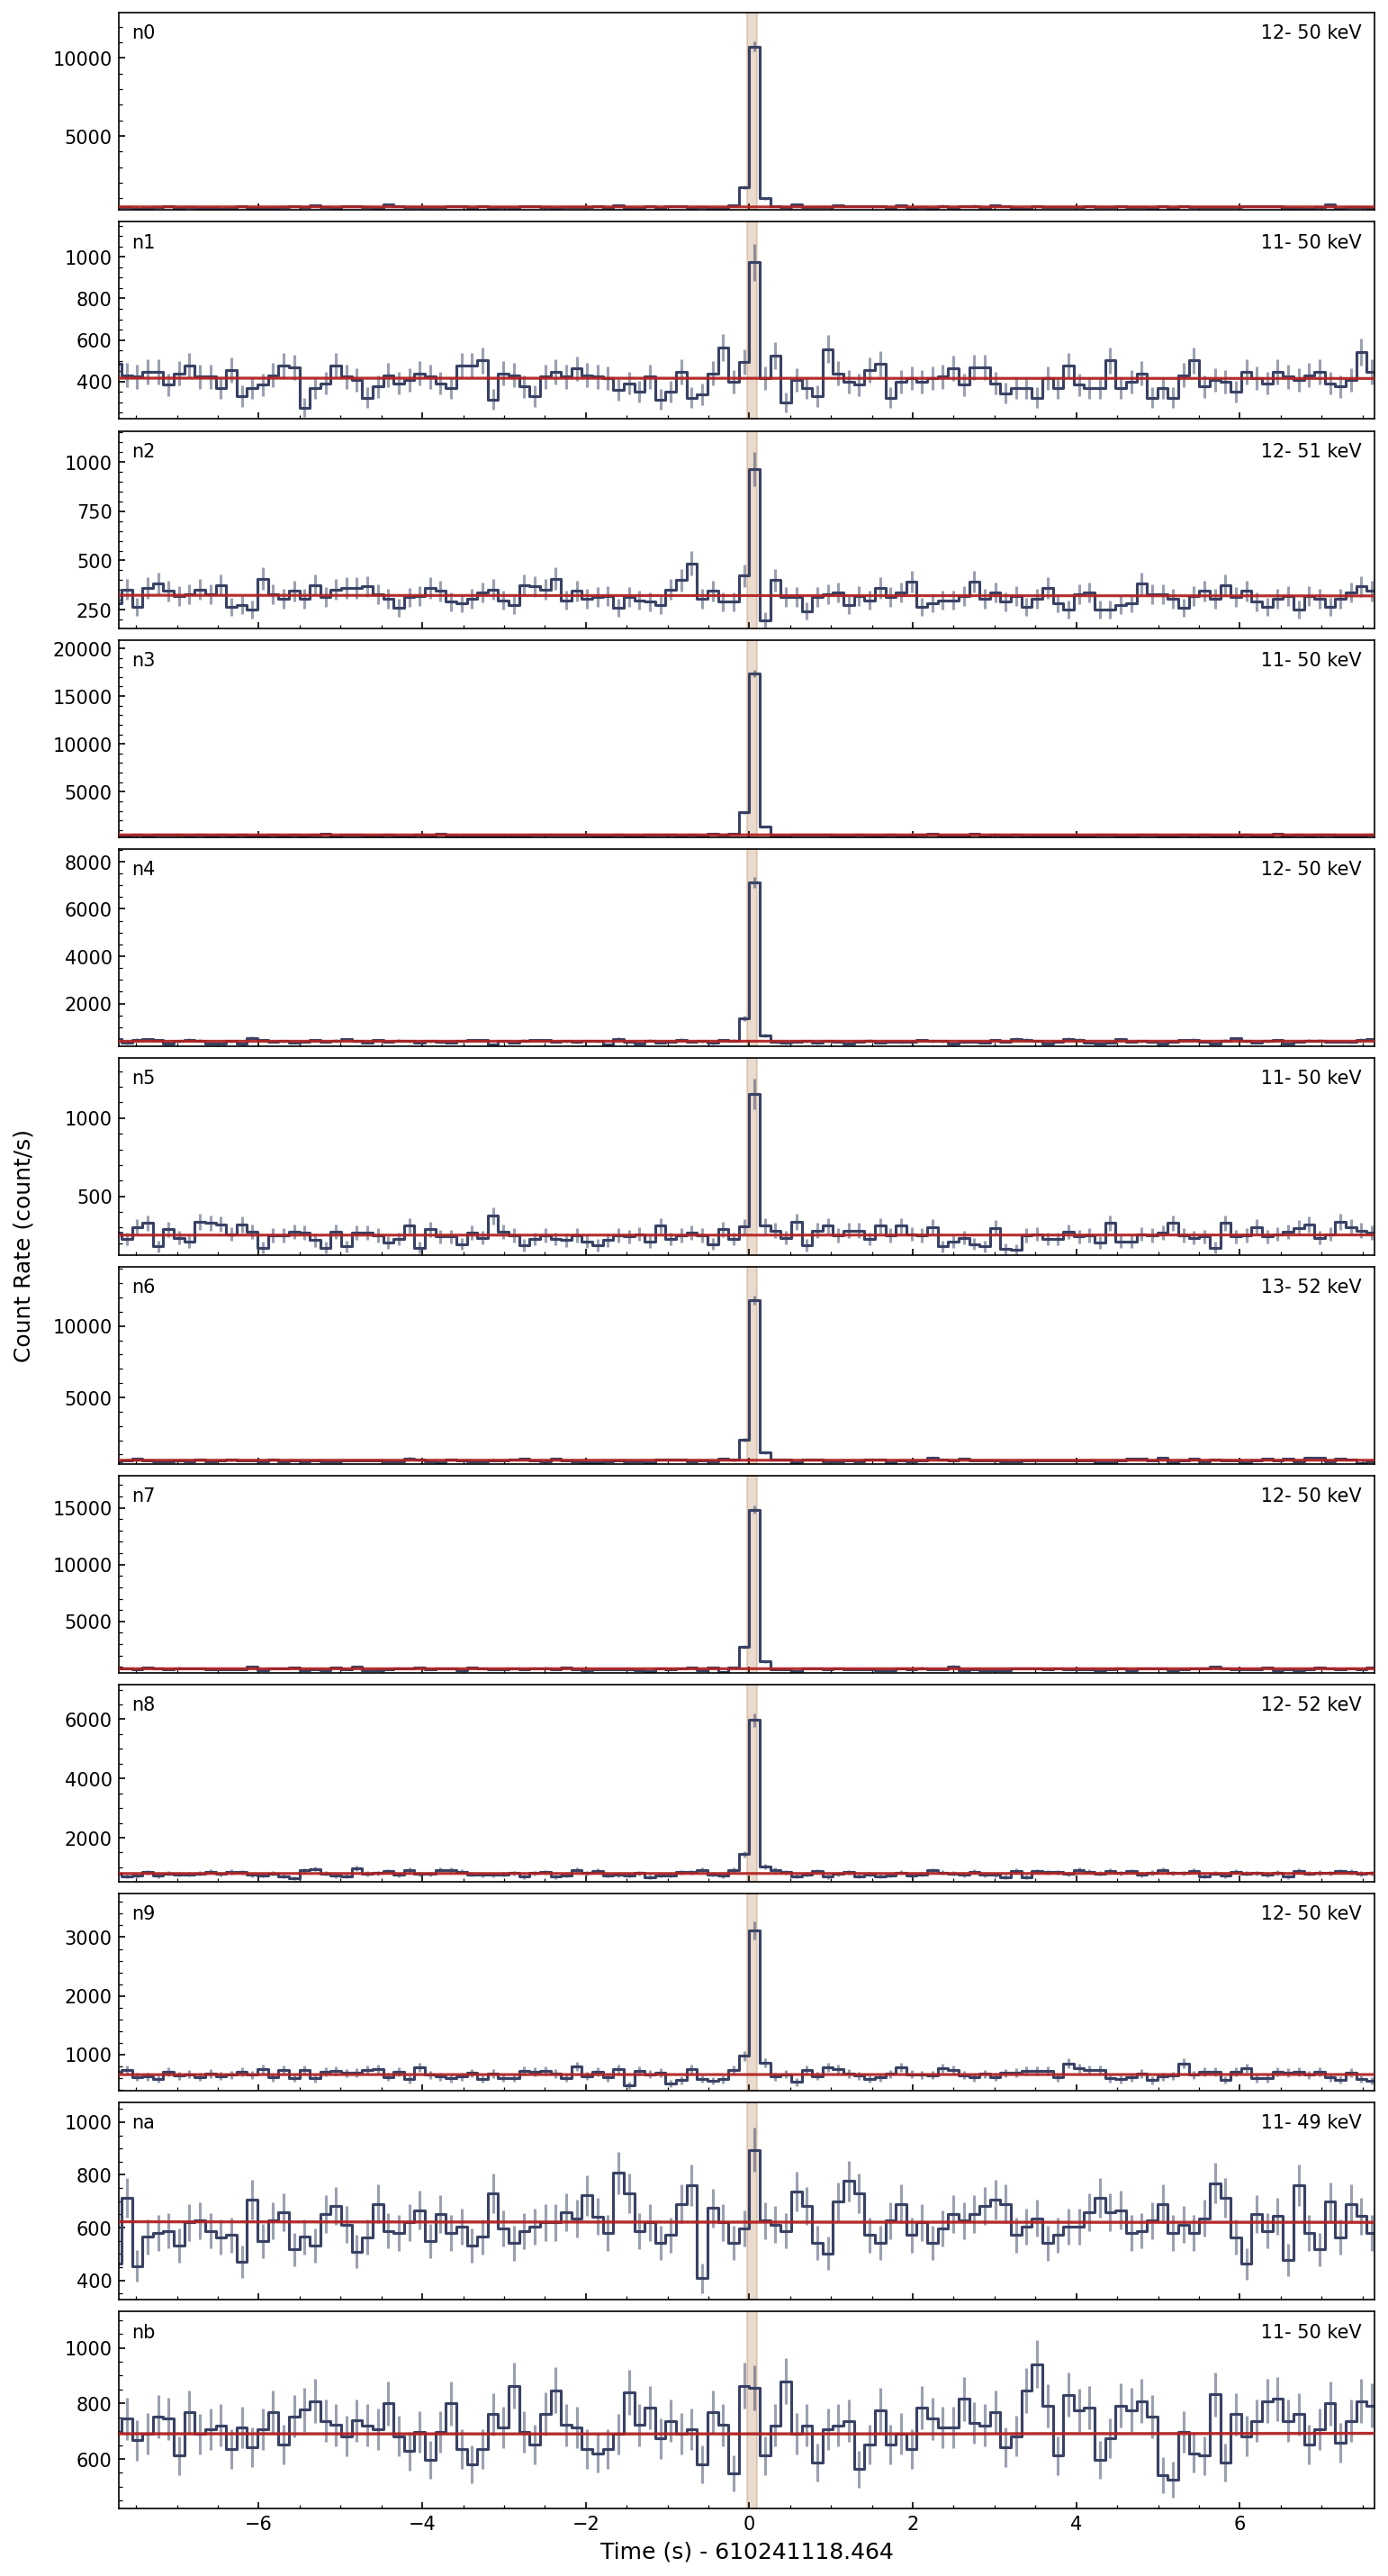 n0 12- 50 keV
10000
5000
n1 11- 50 keV
1000
800
600
400
n2 12- 51 keV
1000
750
500
250
n3 11- 50 keV
20000
15000
10000
5000
n4 12- 50 keV
8000
6000
4000
2000
n5 11- 50 keV
1000
500
n6 13- 52 keV
10000
5000
n7 12- 50 keV
15000
10000
5000
n8 12- 52 keV
6000
4000
2000
n9 12- 50 keV
3000
2000
1000
na 11- 49 keV
1000
800
600
400
nb 11- 50 keV
1000
800
600
−6 −4 −2 0 2 4 6
Time (s) - 610241118.464
Count Rate (count/s)